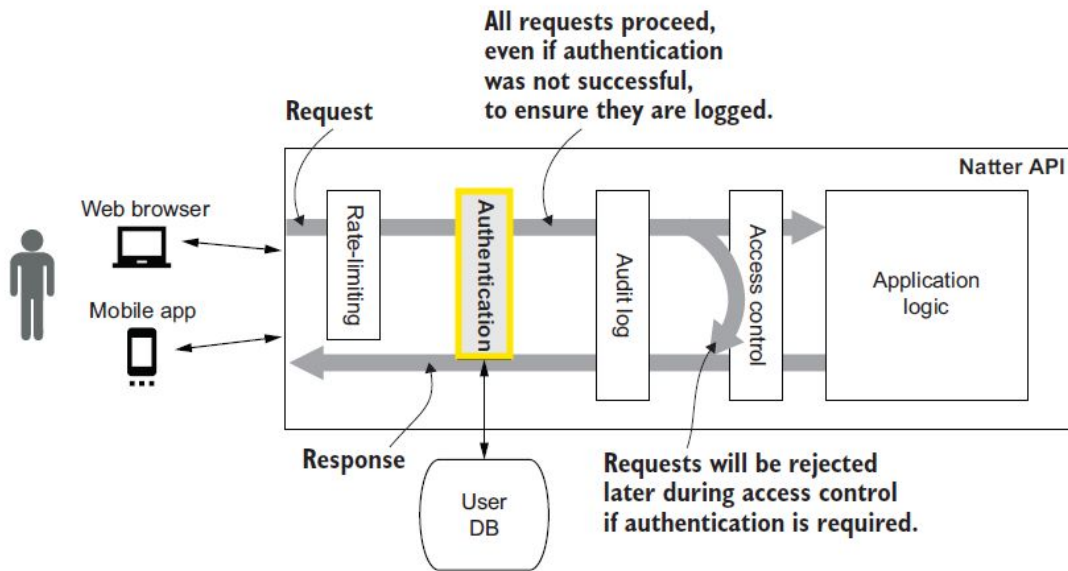 All requests proceed,
even if authentication
was not successful,
to ensure they are logged.
Request
Natter API
Web browser
Mobile app
Rate-limiting
Authentication
Audit log
Access control
Application
logic
Response
User
DB
Requests will be rejected
later during access control
if authentication is required.